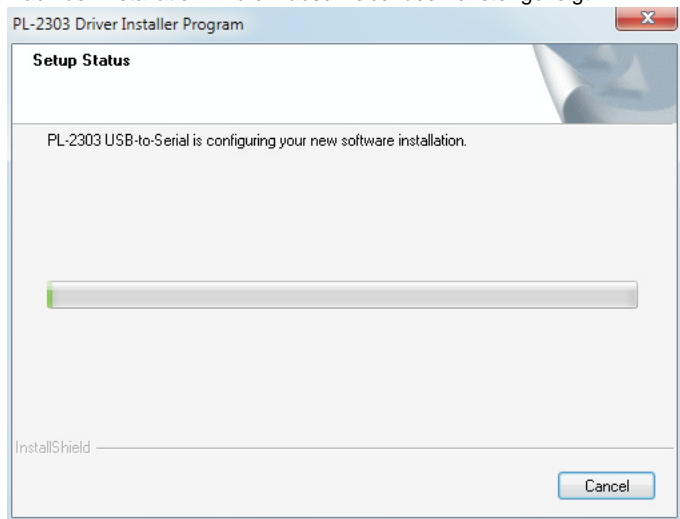 PL-2303 Driver Installer Program
Setup Status
PL-2303 USB-to-Serial is configuring your new software installation.
InstallShield
Cancel